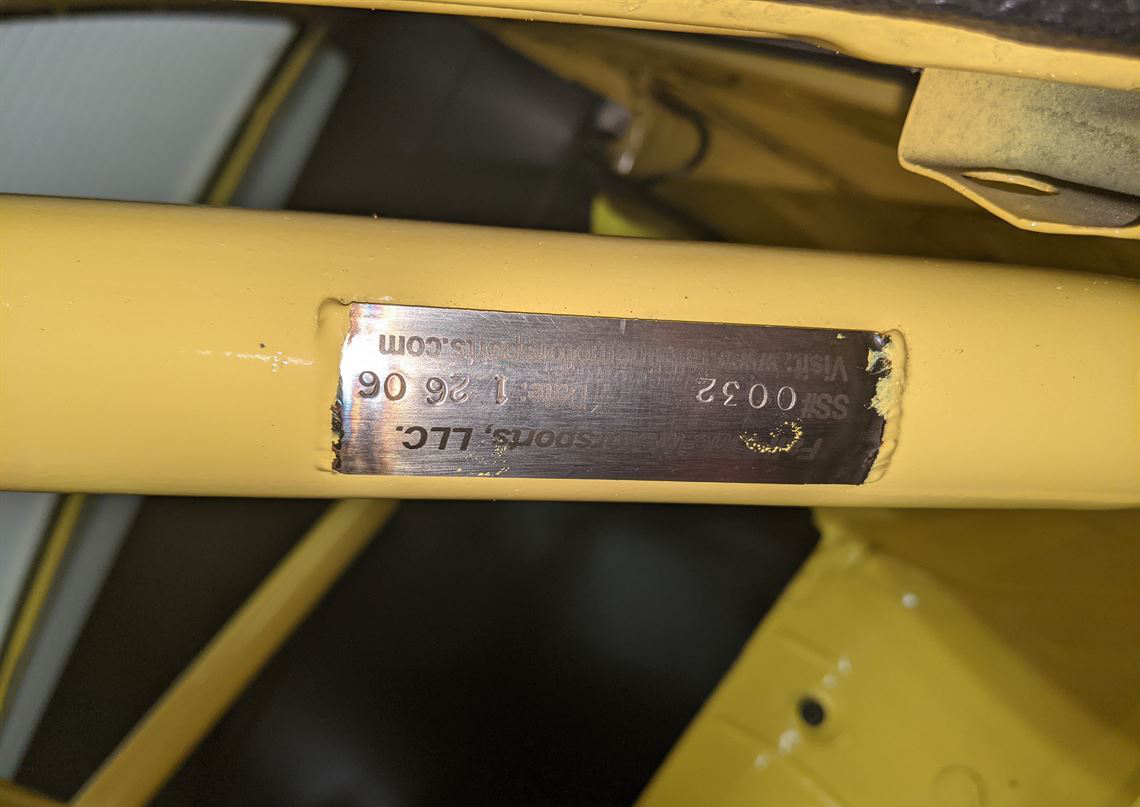 Motorsports, LLC.
SS# 0032 Date: 1 26 06
Visit: